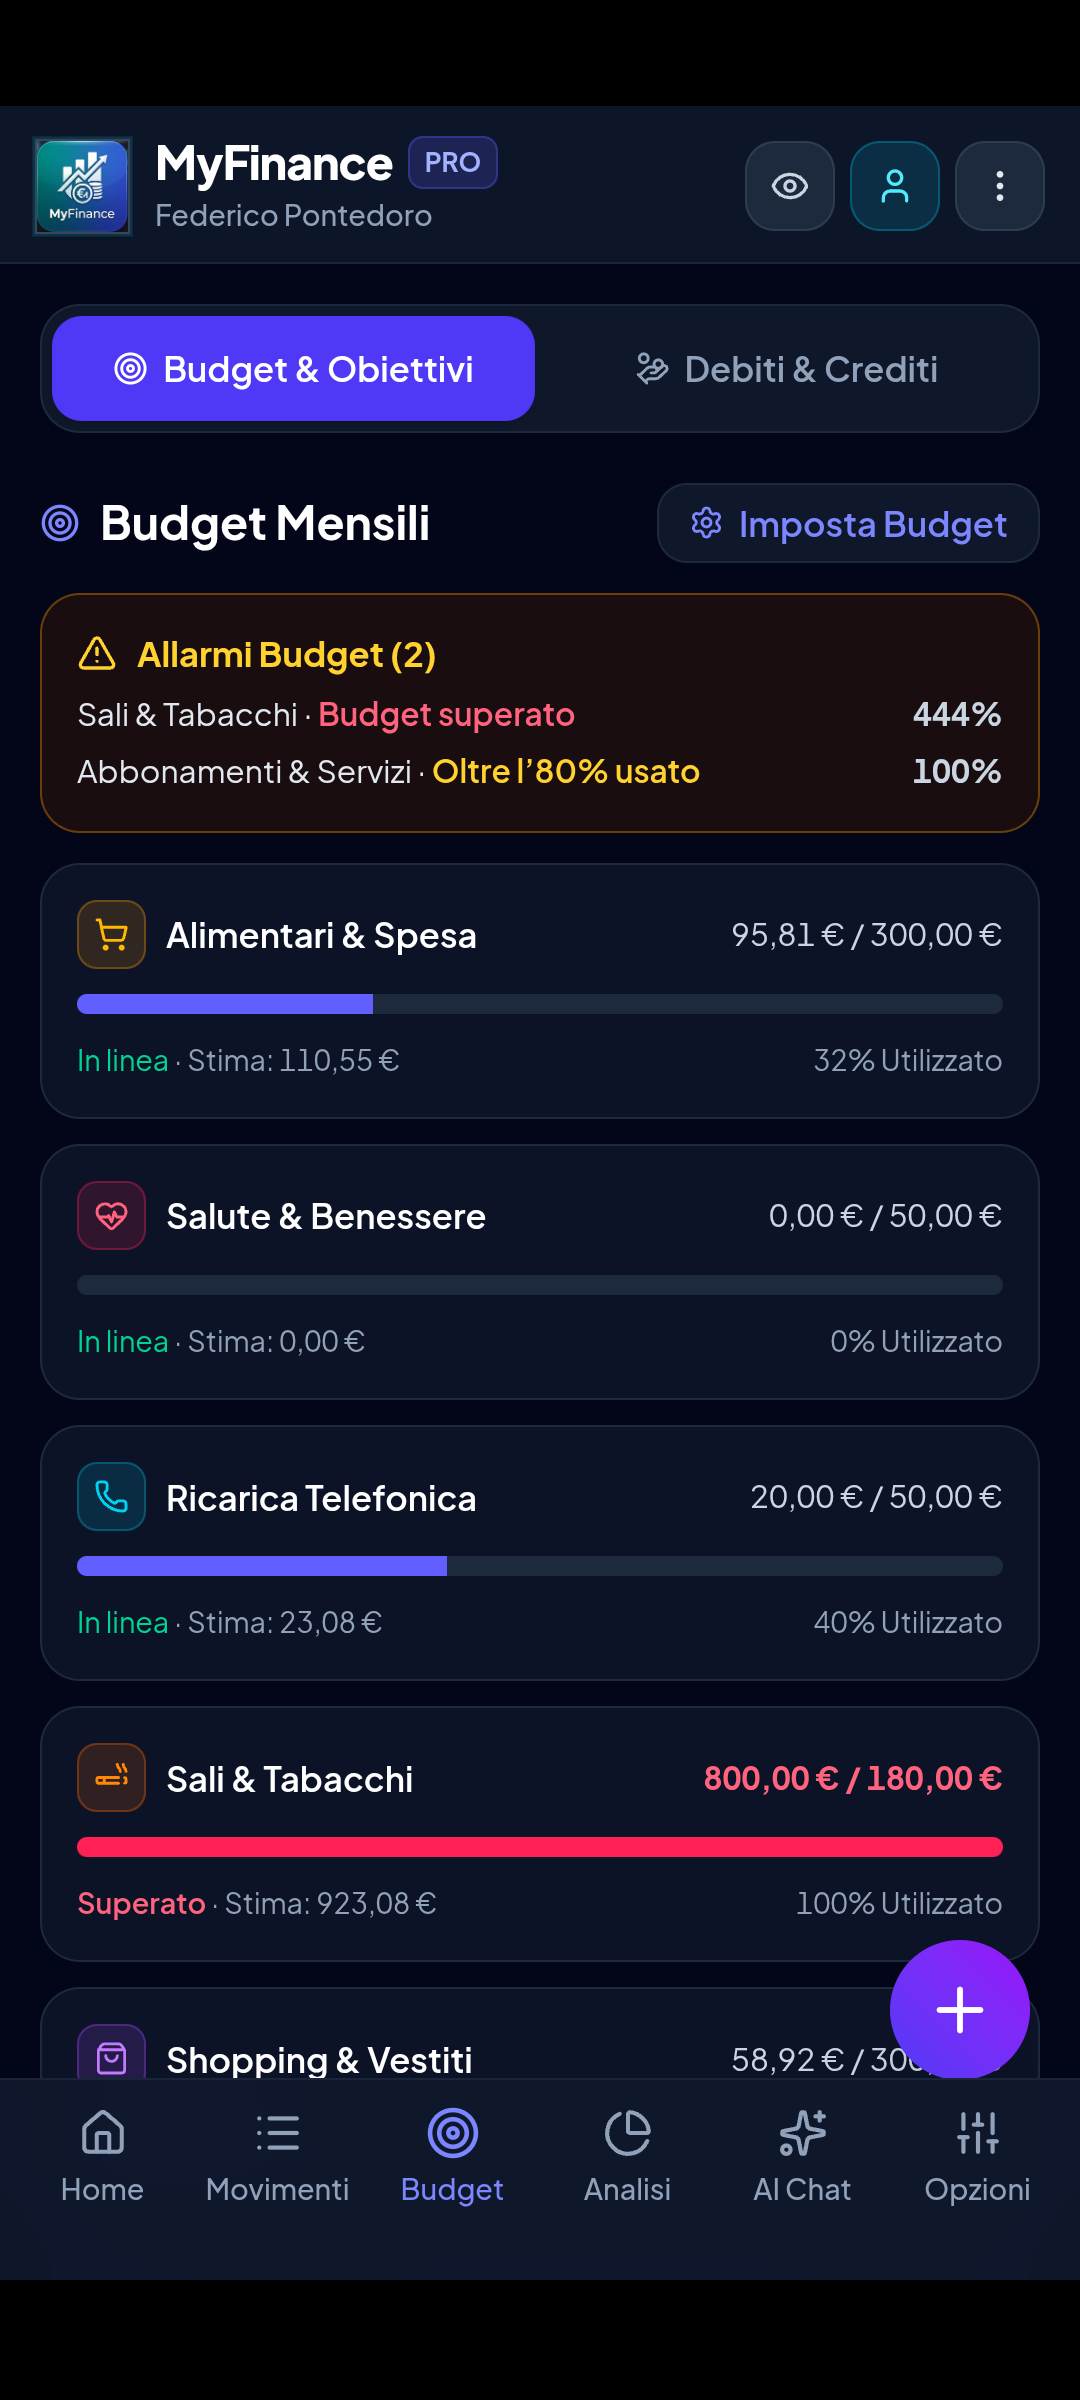 MyFinance PRO
Federico Pontedoro
MyFinance
Budget & Obiettivi
Debiti & Crediti
Budget Mensili
Imposta Budget
Allarmi Budget (2)
Sali & Tabacchi · Budget superato 444%
Abbonamenti & Servizi · Oltre l’80% usato 100%
Alimentari & Spesa 95,81 € / 300,00 €
In linea · Stima: 110,55 € 32% Utilizzato
Salute & Benessere 0,00 € / 50,00 €
In linea · Stima: 0,00 € 0% Utilizzato
Ricarica Telefonica 20,00 € / 50,00 €
In linea · Stima: 23,08 € 40% Utilizzato
Sali & Tabacchi 800,00 € / 180,00 €
Superato · Stima: 923,08 € 100% Utilizzato
Shopping & Vestiti 58,92 € /
Home
Movimenti
Budget
Analisi
AI Chat
Opzioni